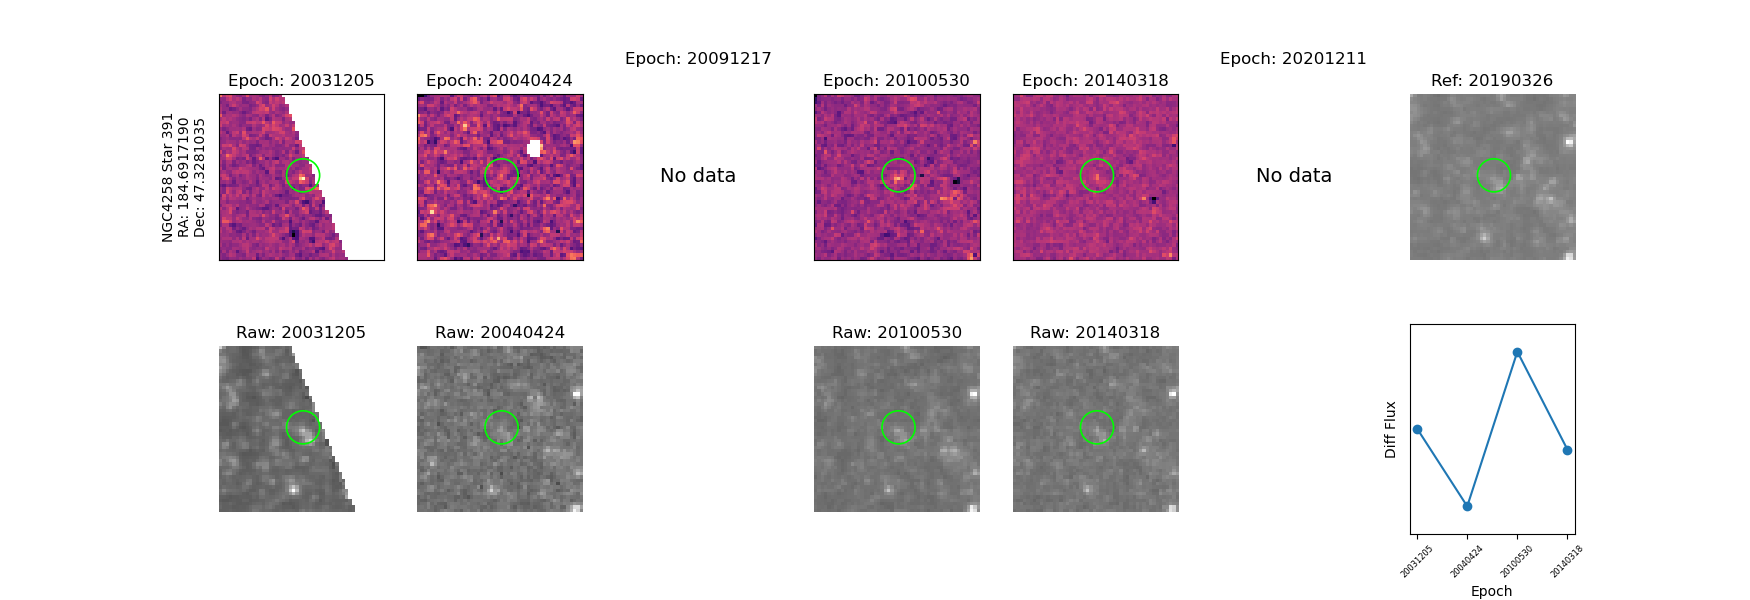 Epoch: 20031205
Epoch: 20040424
Epoch: 20091217
Epoch: 20100530
Epoch: 20140318
Epoch: 20201211
Ref: 20190326
NGC4258 Star 391
RA: 184.6917190
Dec: 47.3281035
No data
No data
Raw: 20031205
Raw: 20040424
Raw: 20100530
Raw: 20140318
Diff Flux
20031205
20040424
20100530
20140318
Epoch